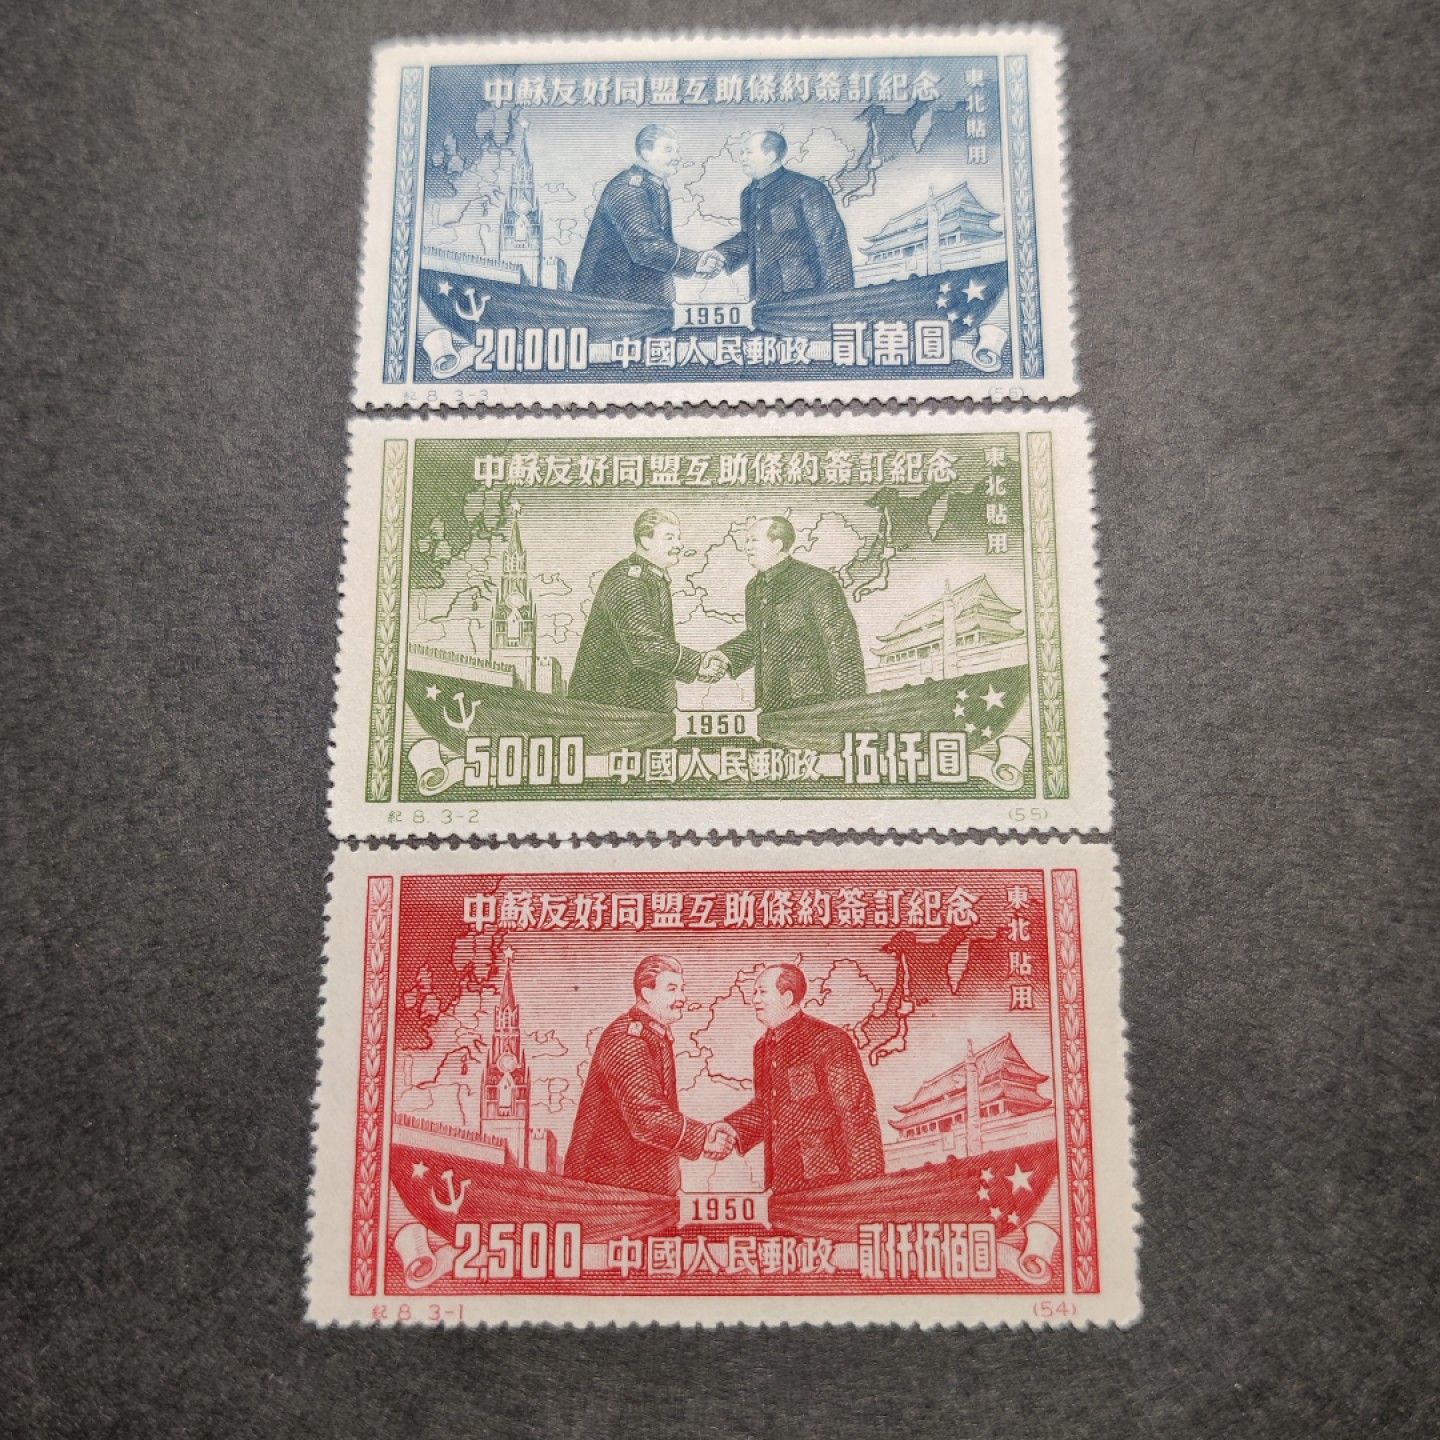 中蘇友好同盟互助條約簽訂紀念
東北貼用
1950
20,000 中國人民郵政 貳萬圓
紀 8. 3-3 (56)
中蘇友好同盟互助條約簽訂紀念
東北貼用
1950
5,000 中國人民郵政 伍仟圓
紀 8. 3-2 (55)
中蘇友好同盟互助條約簽訂紀念
東北貼用
1950
2,500 中國人民郵政 貳仟伍佰圓
紀 8. 3-1 (54)